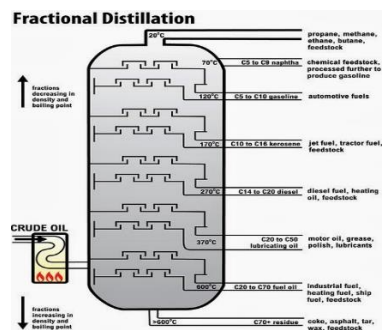 Fractional Distillation
20°C
propane, methane,
ethane, butane,
feedstock
70°C
C5 to C9 naphtha
chemical feedstock,
processed further to
produce gasoline
fractions
decreasing in
density and
boiling point
120°C
C5 to C10 gasoline
automotive fuels
170°C
C10 to C16 kerosene
jet fuel, tractor fuel,
feedstock
270°C
C14 to C20 diesel
diesel fuel, heating
oil, feedstock
CRUDE OIL
370°C
C20 to C50
lubricating oil
motor oil, grease,
polish, lubricants
600°C
C20 to C70 fuel oil
industrial fuel,
heating fuel, ship
fuel, feedstock
fractions
increasing in
density and
boiling point
>600°C
C70+ residue
coke, asphalt, tar,
wax, feedstock